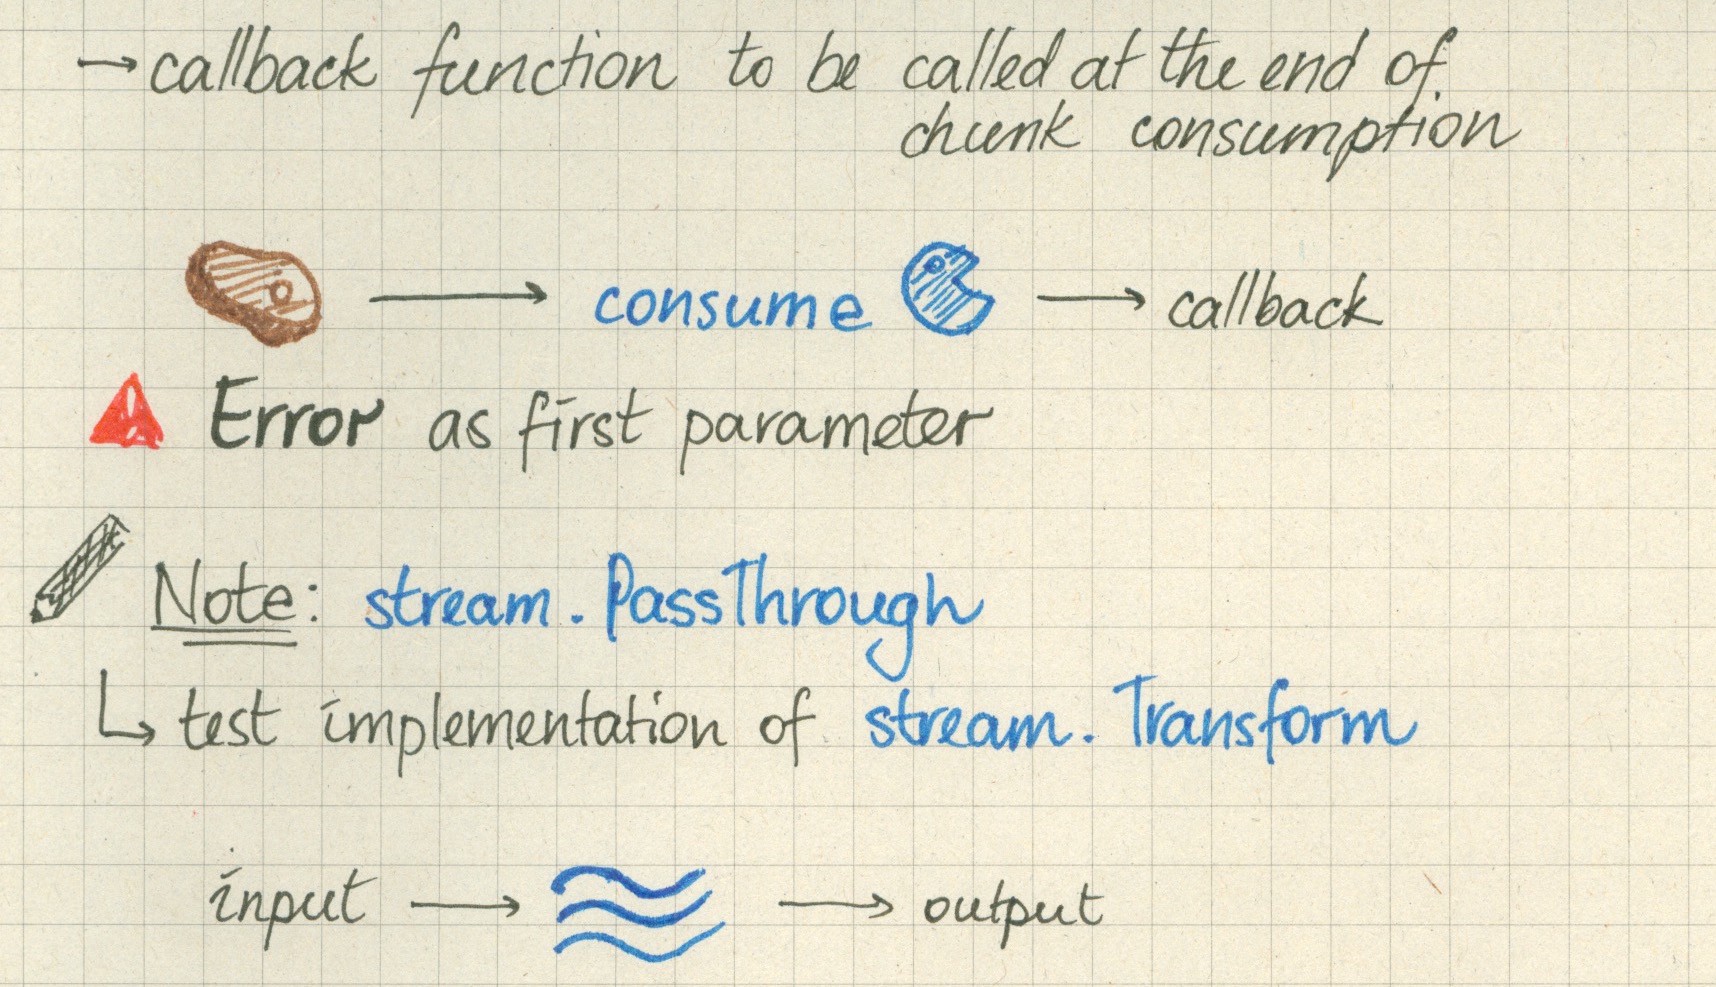 → callback function to be called at the end of
chunk consumption
→ consume → callback
Error as first parameter
Note: stream.PassThrough
↳ test implementation of stream.Transform
input → → output